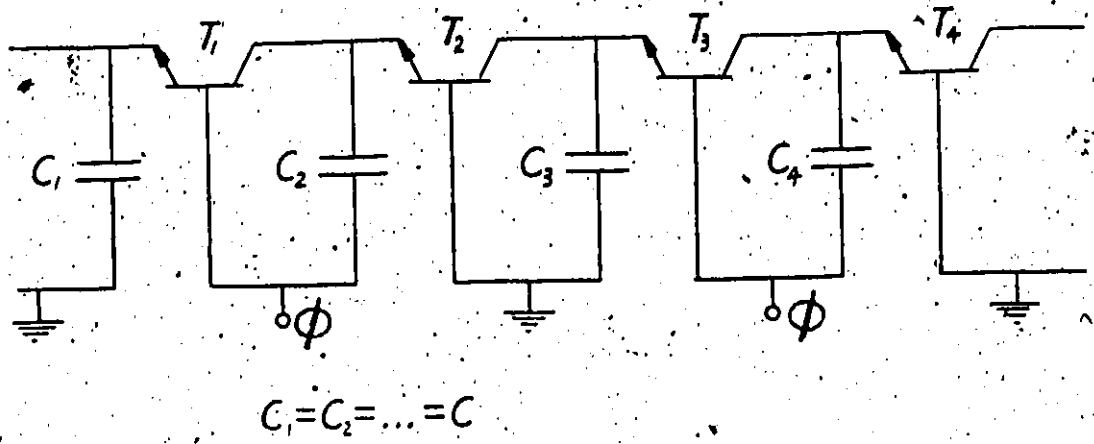 T₁ T₂ T₃ T₄
C₁ C₂ C₃ C₄
ϕ ϕ
C₁=C₂=...=C